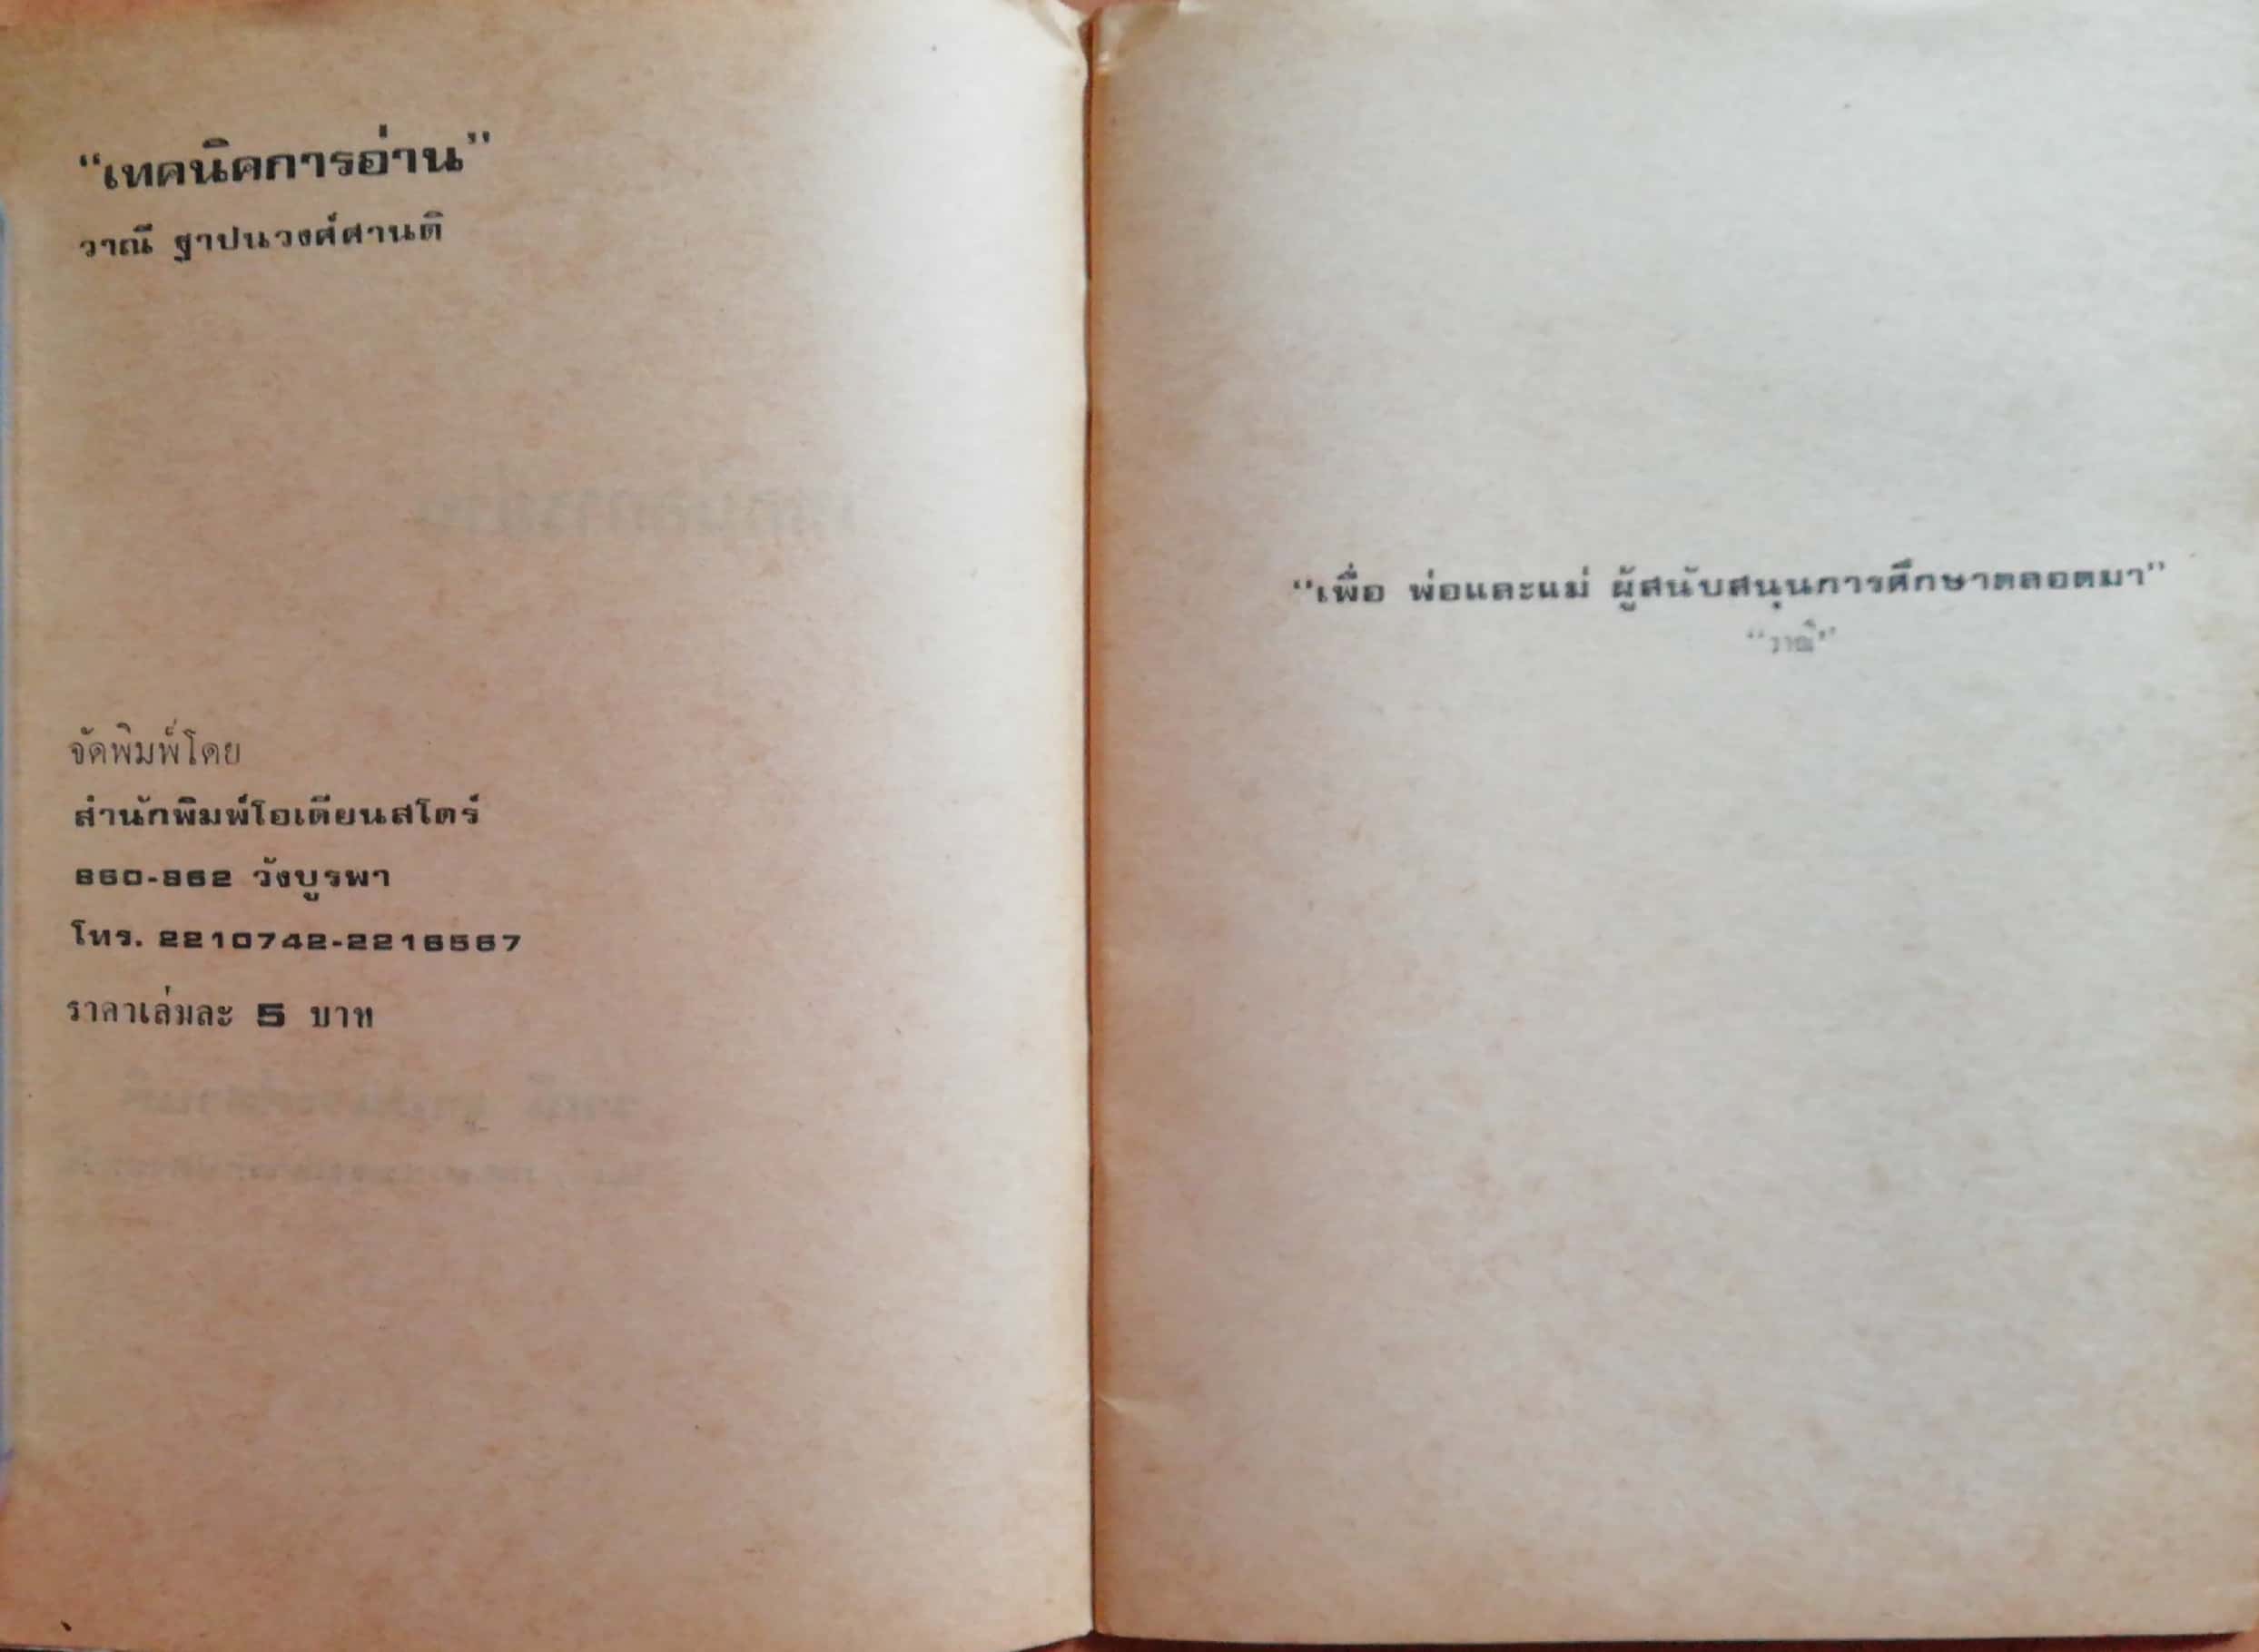 “เทคนิคการอ่าน”
วาณี ฐาปนวงศ์ศานติ
จัดพิมพ์โดย
สำนักพิมพ์โอเดียนสโตร์
860-862 วังบูรพา
โทร. 2210742-2216567
ราคาเล่มละ 5 บาท
“เพื่อ พ่อและแม่ ผู้สนับสนุนการศึกษาตลอดมา”
“วาณี”